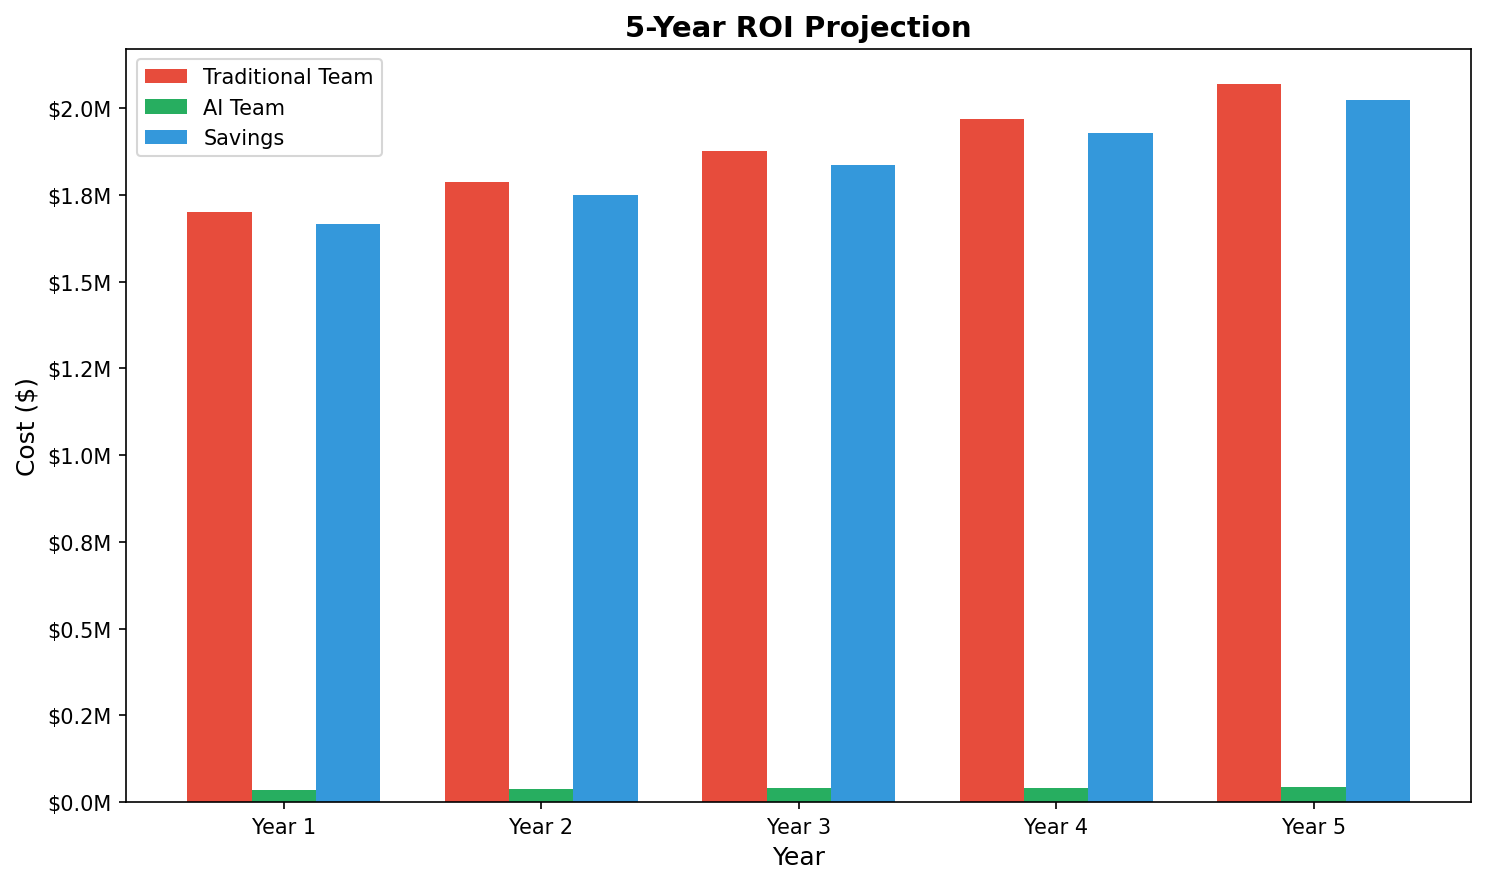 5-Year ROI Projection
Traditional Team
AI Team
Savings
$2.0M
$1.8M
$1.5M
$1.2M
$1.0M
$0.8M
$0.5M
$0.2M
$0.0M
Cost ($)
Year 1
Year 2
Year 3
Year 4
Year 5
Year